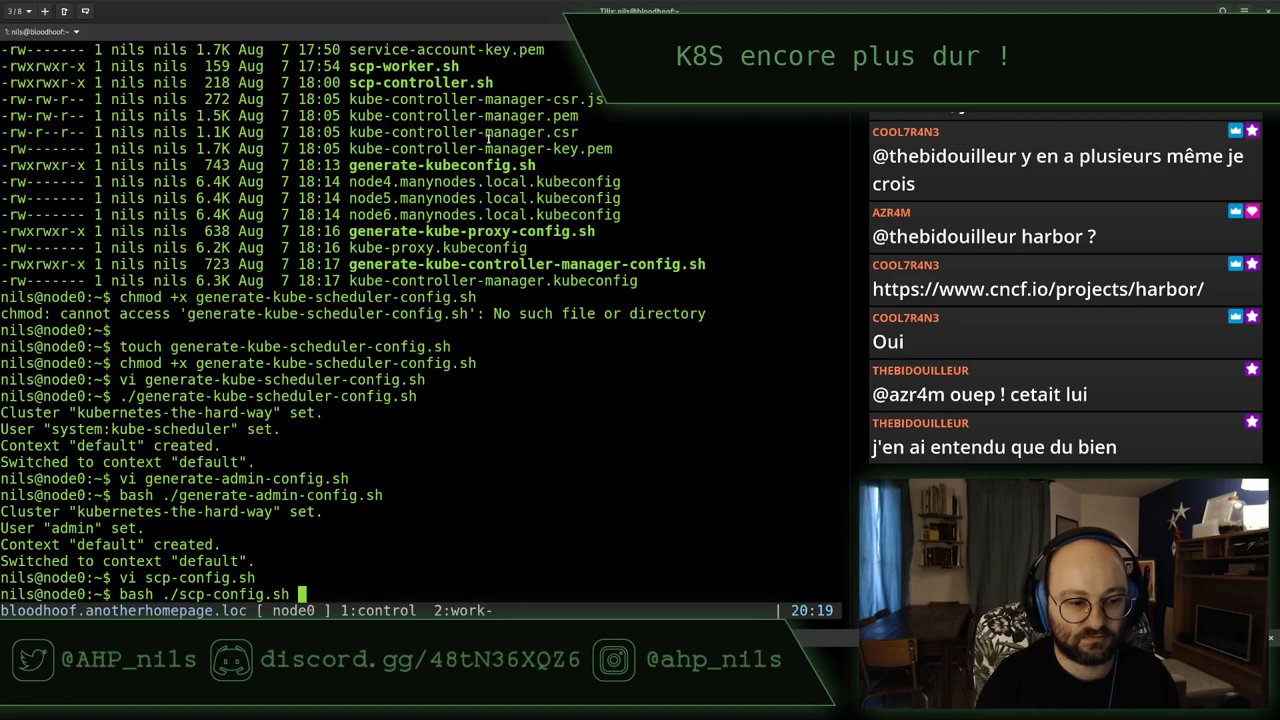 3/8
Tilix: nils@bloodhoof:~
1: nils@bloodhoof:~
-rw------- 1 nils nils 1.7K Aug  7 17:50 service-account-key.pem
-rwxrwxr-x 1 nils nils  159 Aug  7 17:54 scp-worker.sh
-rwxrwxr-x 1 nils nils  218 Aug  7 18:00 scp-controller.sh
-rw-rw-r-- 1 nils nils  272 Aug  7 18:05 kube-controller-manager-csr.js
-rw-rw-r-- 1 nils nils 1.5K Aug  7 18:05 kube-controller-manager.pem
-rw-r--r-- 1 nils nils 1.1K Aug  7 18:05 kube-controller-manager.csr
-rw------- 1 nils nils 1.7K Aug  7 18:05 kube-controller-manager-key.pem
-rwxrwxr-x 1 nils nils  743 Aug  7 18:13 generate-kubeconfig.sh
-rw------- 1 nils nils 6.4K Aug  7 18:14 node4.manynodes.local.kubeconfig
-rw------- 1 nils nils 6.4K Aug  7 18:14 node5.manynodes.local.kubeconfig
-rw------- 1 nils nils 6.4K Aug  7 18:14 node6.manynodes.local.kubeconfig
-rwxrwxr-x 1 nils nils  638 Aug  7 18:16 generate-kube-proxy-config.sh
-rw------- 1 nils nils 6.2K Aug  7 18:16 kube-proxy.kubeconfig
-rwxrwxr-x 1 nils nils  723 Aug  7 18:17 generate-kube-controller-manager-config.sh
-rw------- 1 nils nils 6.3K Aug  7 18:17 kube-controller-manager.kubeconfig
nils@node0:~$ chmod +x generate-kube-scheduler-config.sh
chmod: cannot access 'generate-kube-scheduler-config.sh': No such file or directory
nils@node0:~$
nils@node0:~$ touch generate-kube-scheduler-config.sh
nils@node0:~$ chmod +x generate-kube-scheduler-config.sh
nils@node0:~$ vi generate-kube-scheduler-config.sh
nils@node0:~$ ./generate-kube-scheduler-config.sh
Cluster "kubernetes-the-hard-way" set.
User "system:kube-scheduler" set.
Context "default" created.
Switched to context "default".
nils@node0:~$ vi generate-admin-config.sh
nils@node0:~$ bash ./generate-admin-config.sh
Cluster "kubernetes-the-hard-way" set.
User "admin" set.
Context "default" created.
Switched to context "default".
nils@node0:~$ vi scp-config.sh
nils@node0:~$ bash ./scp-config.sh
bloodhoof.anotherhomepage.loc [ node0 ] 1:control  2:work- | 20:19
K8S encore plus dur !
COOL7R4N3
@thebidouilleur y en a plusieurs même je
crois
AZR4M
@thebidouilleur harbor ?
COOL7R4N3
https://www.cncf.io/projects/harbor/
COOL7R4N3
Oui
THEBIDOUILLEUR
@azr4m ouep ! cetait lui
THEBIDOUILLEUR
j'en ai entendu que du bien
@AHP_nils discord.gg/48tN36XQZ6 @ahp_nils